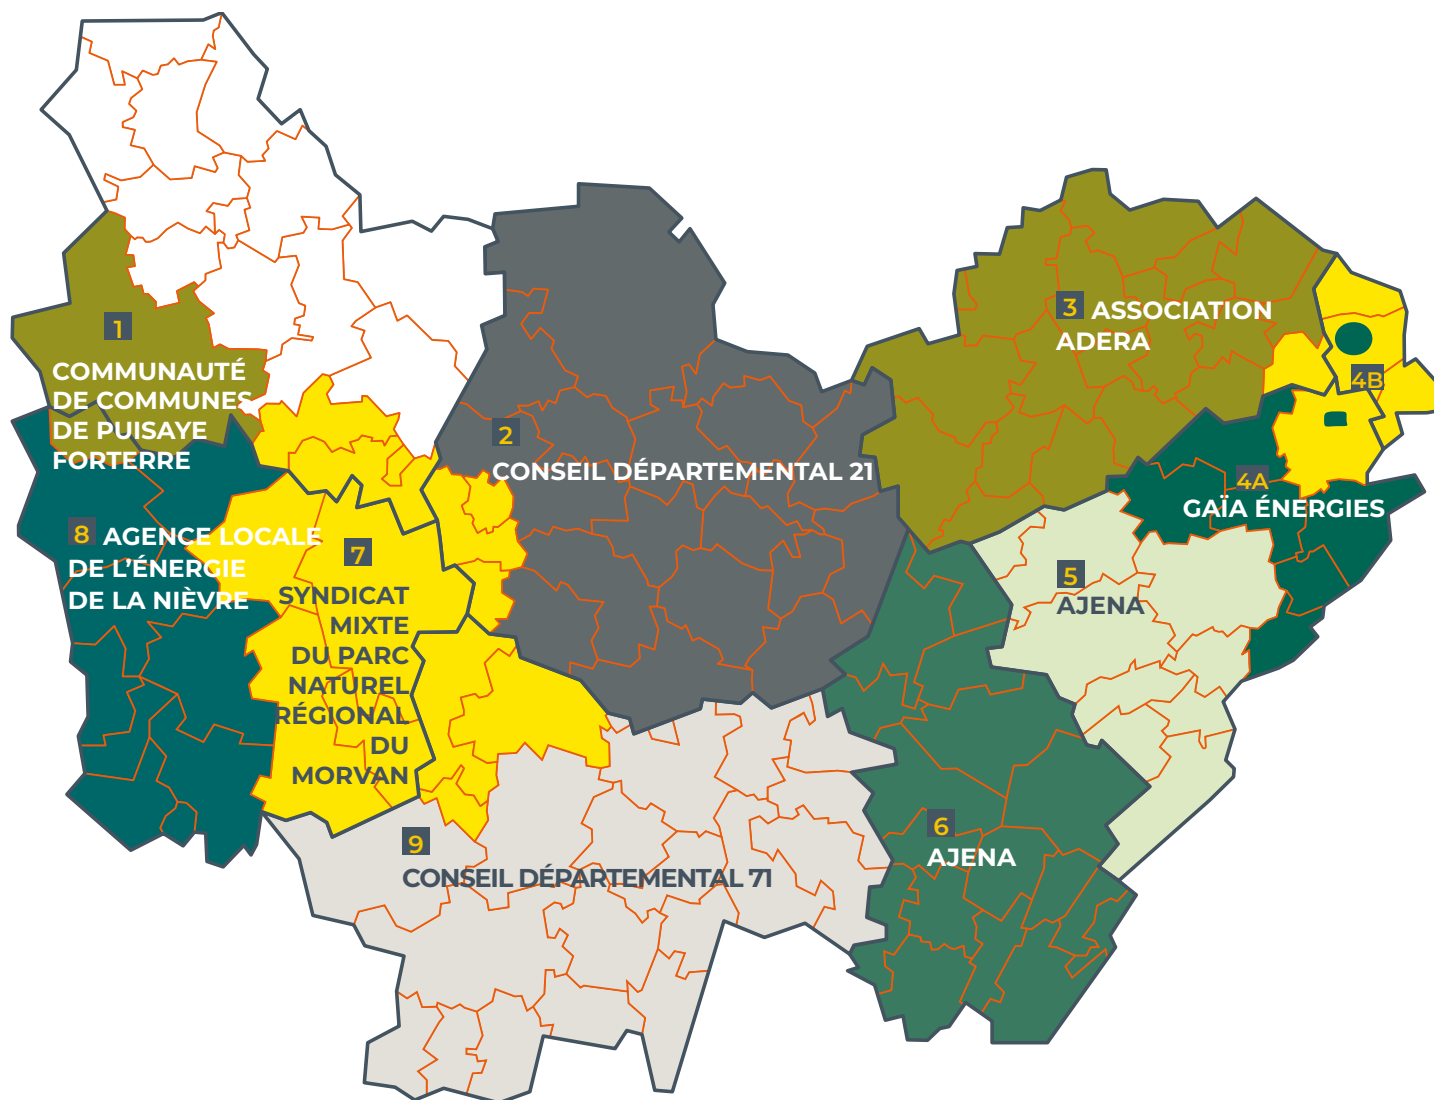 1
COMMUNAUTÉ
DE COMMUNES
DE PUISAYE
FORTERRE
2
CONSEIL DÉPARTEMENTAL 21
3 ASSOCIATION
ADERA
4B
4A
GAÏA ÉNERGIES
5
AJENA
6
AJENA
7
SYNDICAT
MIXTE
DU PARC
NATUREL
RÉGIONAL
DU
MORVAN
8 AGENCE LOCALE
DE L’ÉNERGIE
DE LA NIÈVRE
9
CONSEIL DÉPARTEMENTAL 71